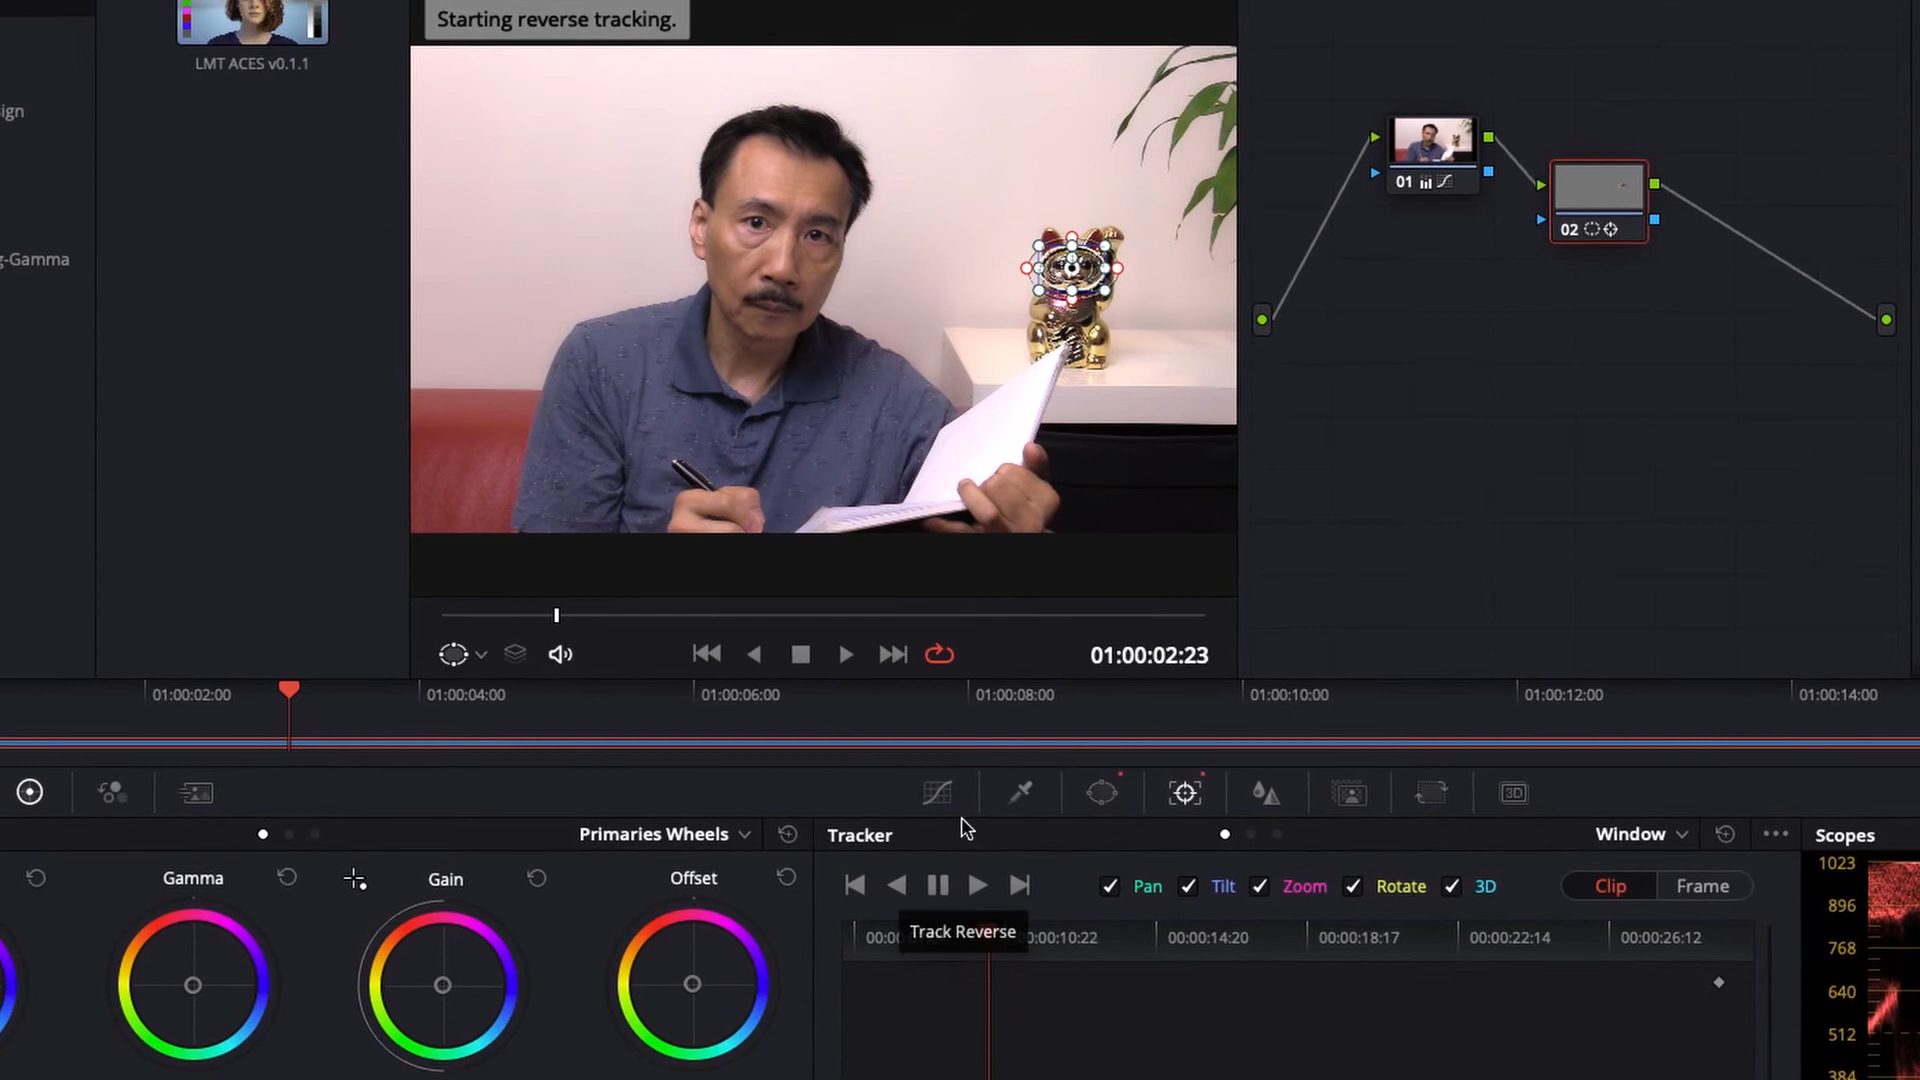 Starting reverse tracking.
LMT ACES v0.1.1
sign
g-Gamma
01
02
01:00:02:23
01:00:02:00 01:00:04:00 01:00:06:00 01:00:08:00 01:00:10:00 01:00:12:00 01:00:14:00
3D
Primaries Wheels
Tracker
Window
Scopes
Gamma Gain Offset
Pan Tilt Zoom Rotate 3D
Clip Frame
Track Reverse
00:00:10:22 00:00:14:20 00:00:18:17 00:00:22:14 00:00:26:12
1023
896
768
640
512
384